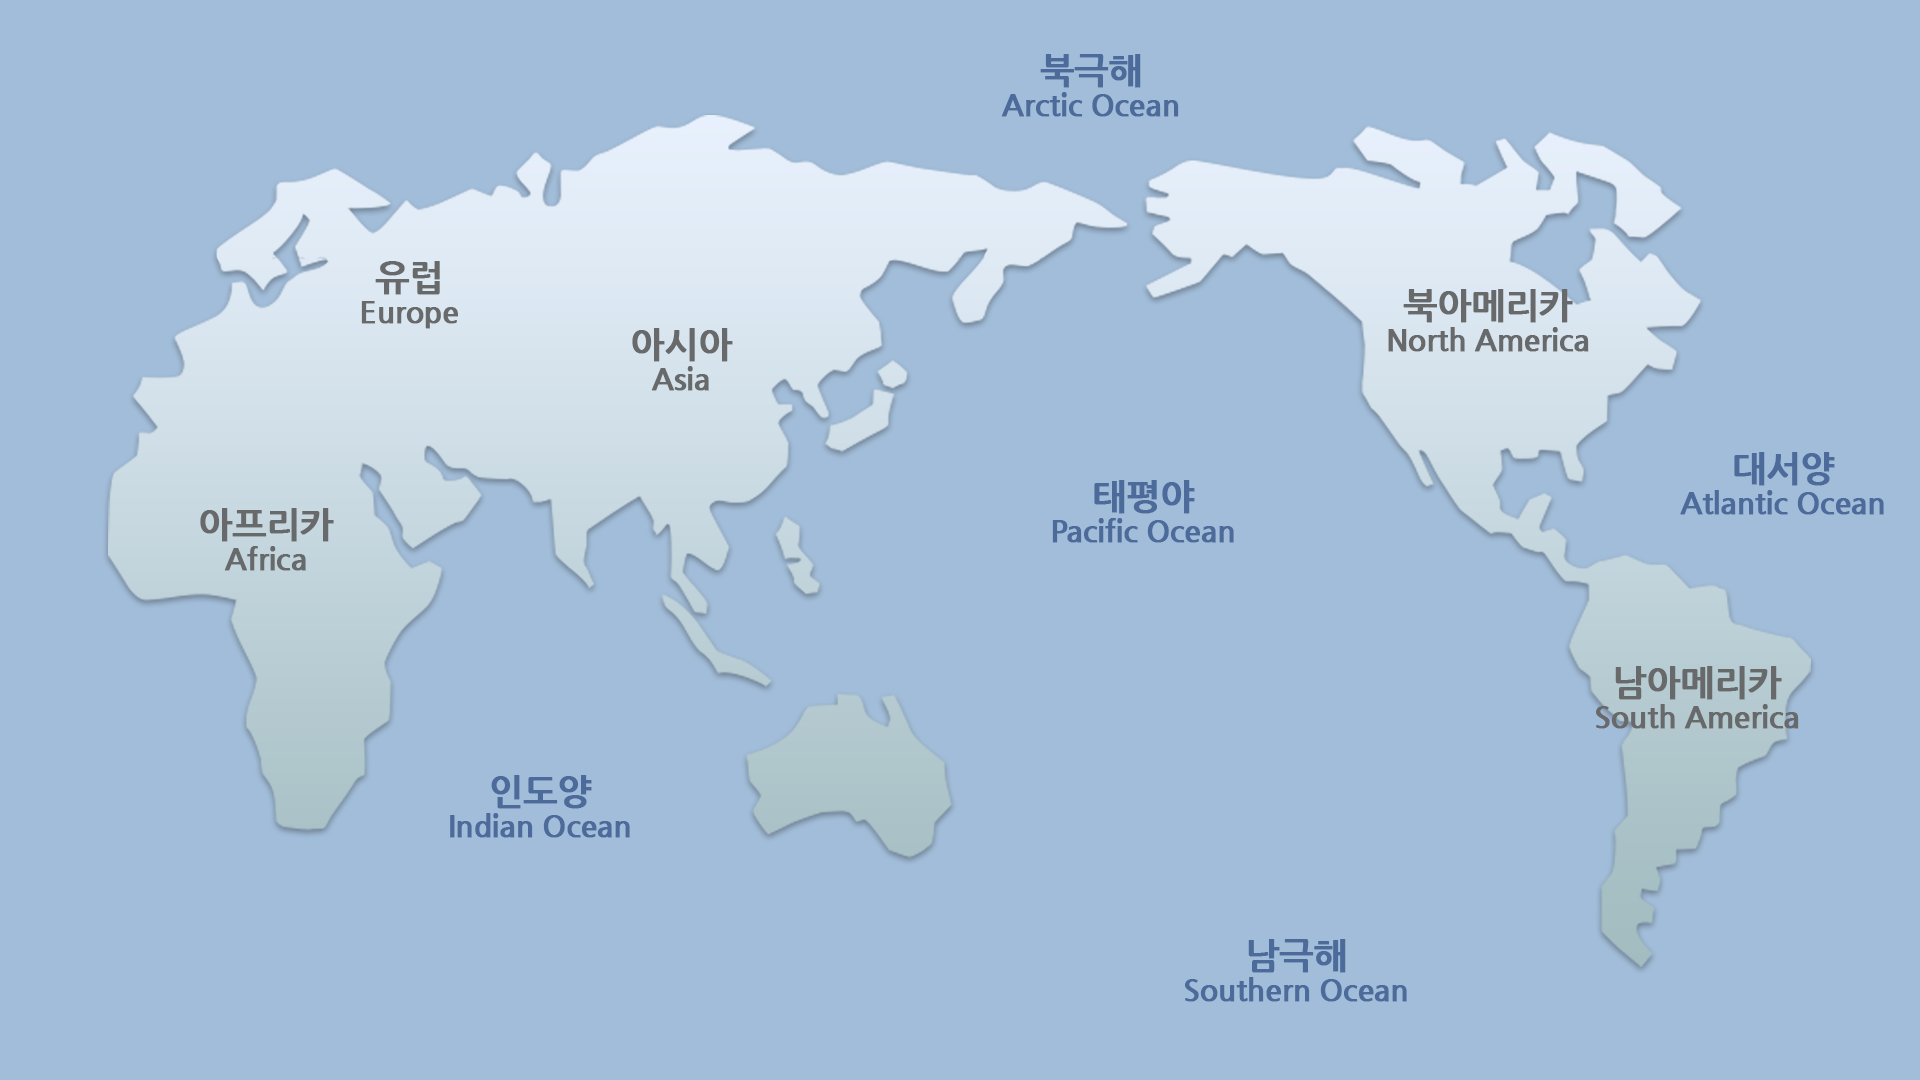 북극해
Arctic Ocean
유럽
Europe
아시아
Asia
북아메리카
North America
대서양
Atlantic Ocean
태평야
Pacific Ocean
아프리카
Africa
남아메리카
South America
인도양
Indian Ocean
남극해
Southern Ocean